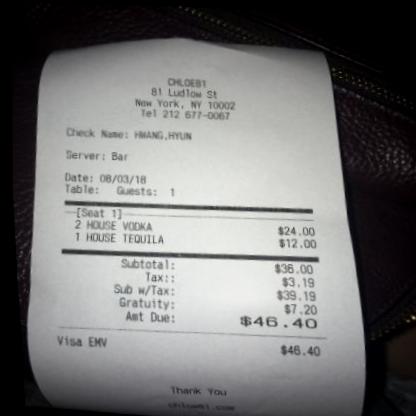 CHLOE81
81 Ludlow St
New York, NY 10002
Tel 212 677-0067
Check Name: HWANG,HYUN
Server: Bar
Date: 08/03/18
Table: Guests: 1
[Seat 1]
2 HOUSE VODKA $24.00
1 HOUSE TEQUILA $12.00
Subtotal: $36.00
Tax:: $3.19
Sub w/Tax: $39.19
Gratuity: $7.20
Amt Due: $46.40
Visa EMV $46.40
Thank You
chloe81.com